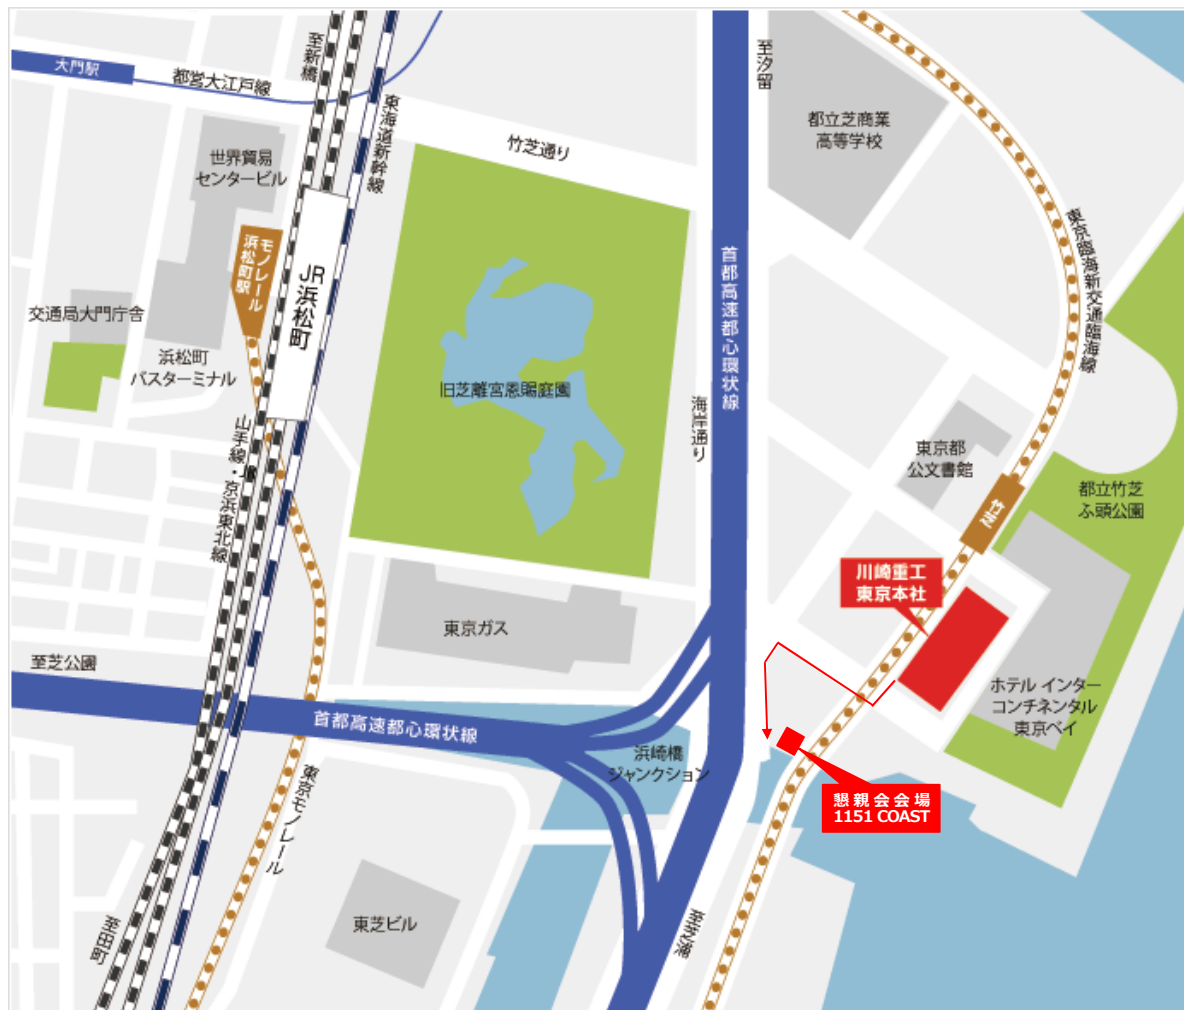 至新橋
大門駅
都営大江戸線
東海道新幹線
世界貿易
センタービル
モノレール
浜松町駅
JR浜松町
交通局大門庁舎
浜松町
バスターミナル
山手線・京浜東北線
竹芝通り
旧芝離宮恩賜庭園
首都高速都心環状線
海岸通り
至汐留
都立芝商業
高等学校
東京臨海新交通臨海線
東京都
公文書館
竹芝
都立竹芝
ふ頭公園
川崎重工
東京本社
ホテル インター
コンチネンタル
東京ベイ
東京ガス
至芝公園
首都高速都心環状線
浜崎橋
ジャンクション
懇親会会場
1151 COAST
東京モノレール
東芝ビル
至田町
至芝浦